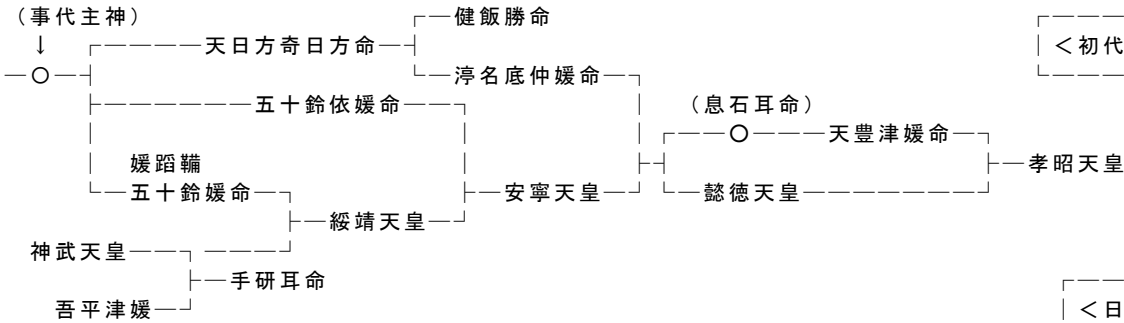 (事代主神)
健飯勝命
↓
天日方奇日方命
<初代
○
渟名底仲媛命
五十鈴依媛命
(息石耳命)
○
天豊津媛命
媛蹈鞴
孝昭天皇
五十鈴媛命
安寧天皇
懿徳天皇
綏靖天皇
神武天皇
手研耳命
吾平津媛
<日